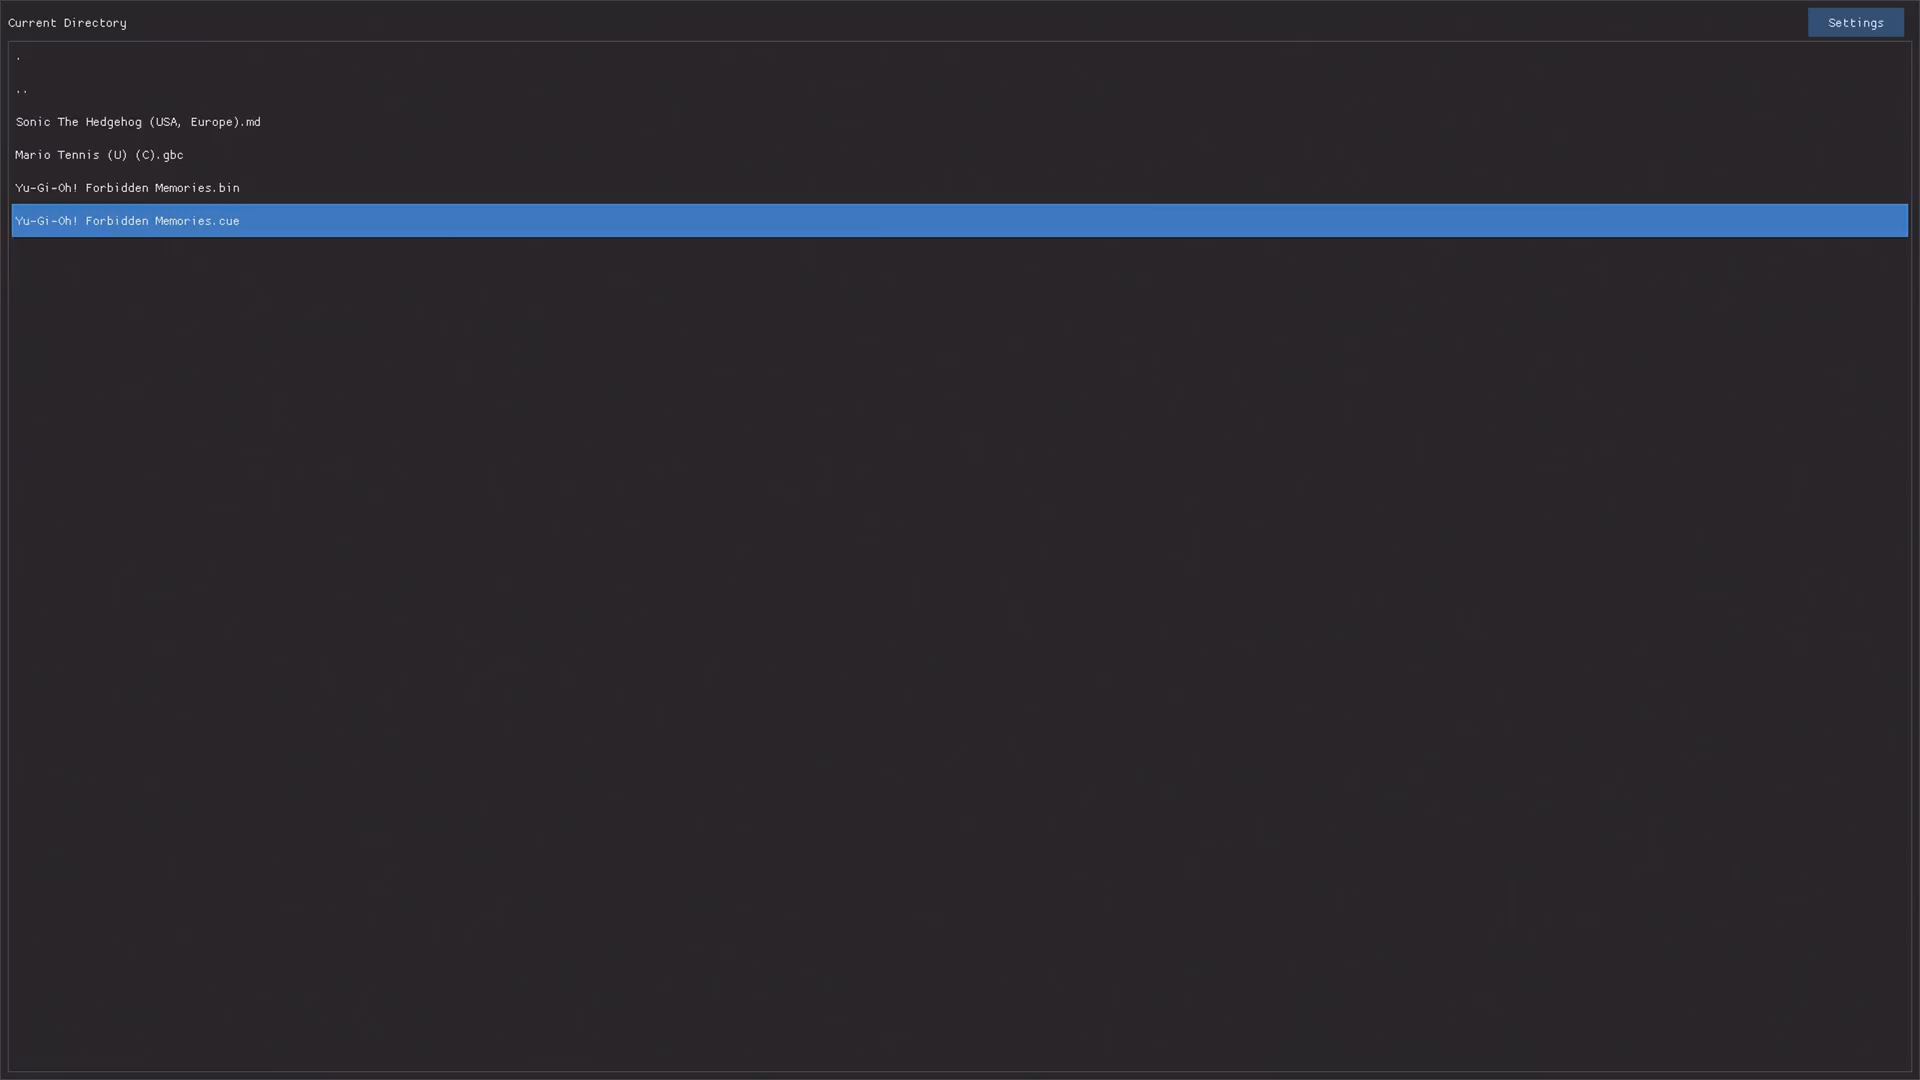 Current Directory
Settings
.
..
Sonic The Hedgehog (USA, Europe).md
Mario Tennis (U) (C).gbc
Yu-Gi-Oh! Forbidden Memories.bin
Yu-Gi-Oh! Forbidden Memories.cue